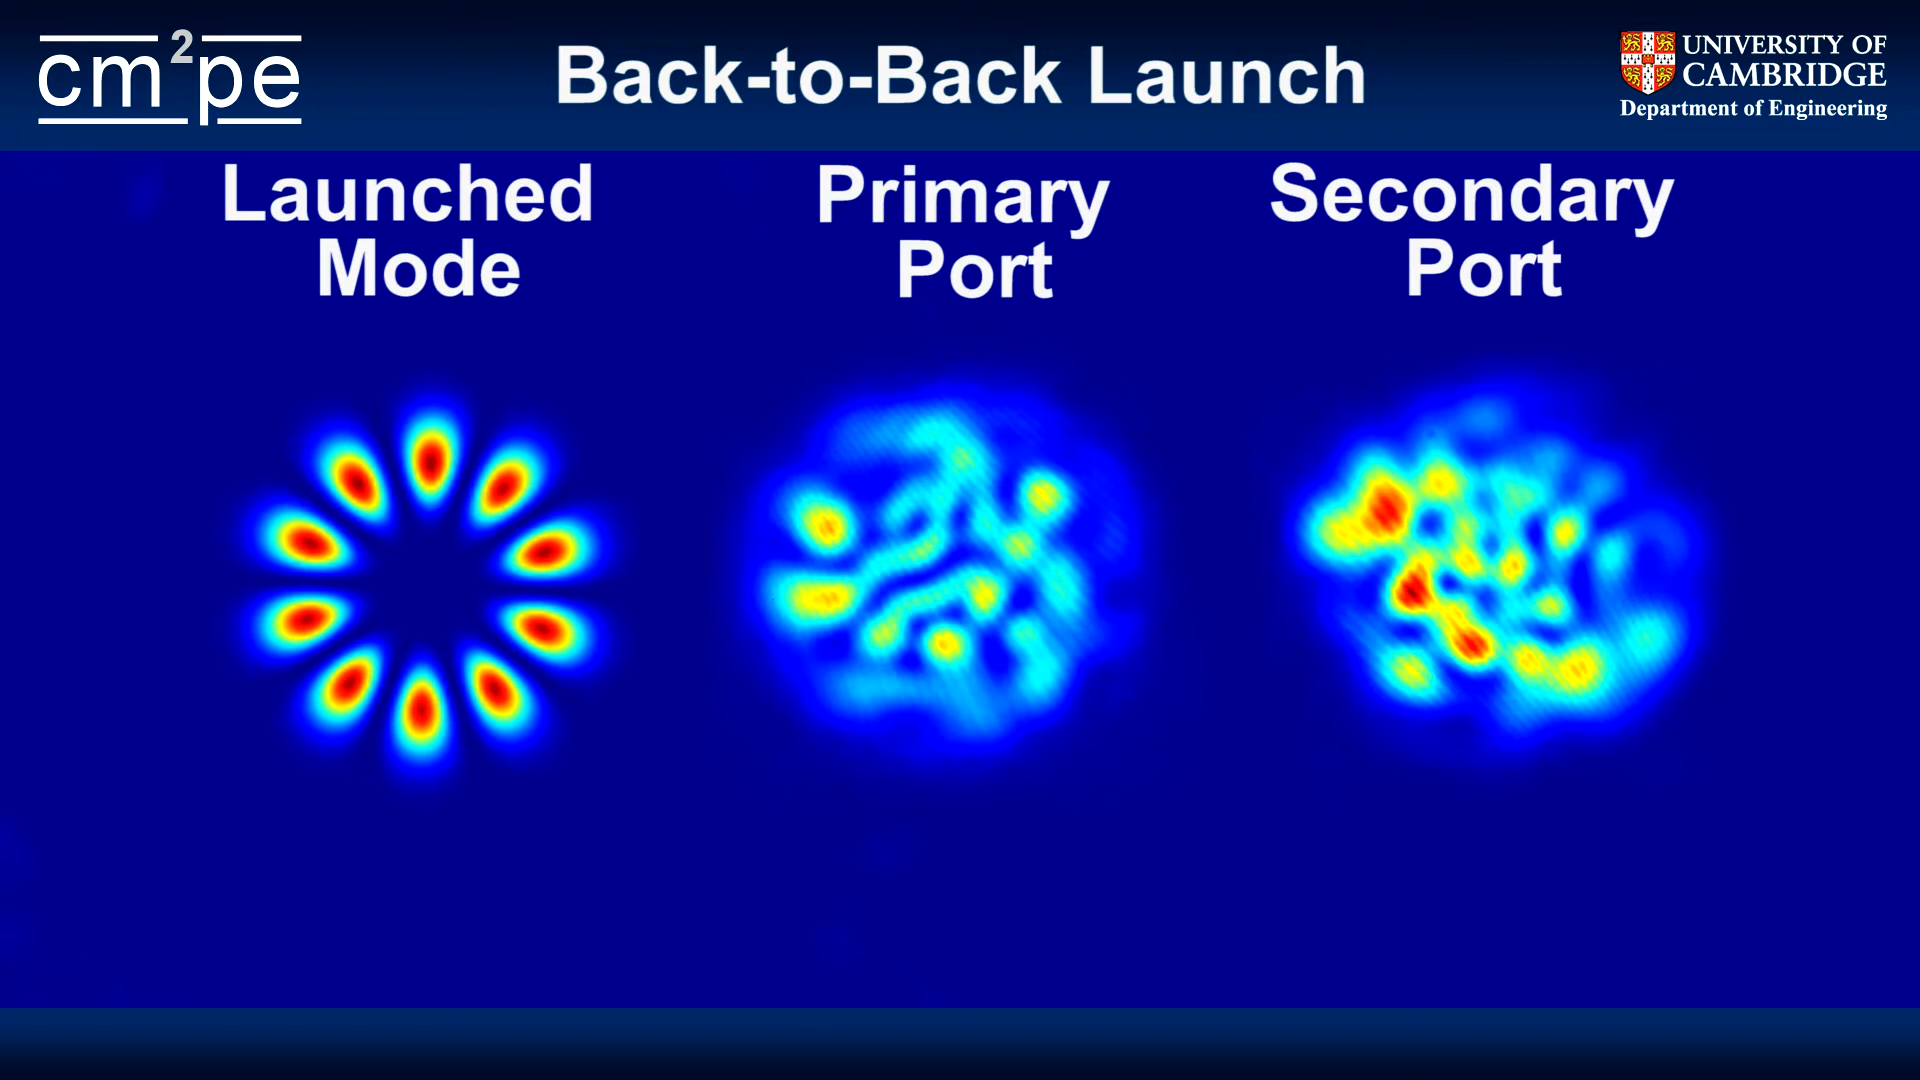 cm²pe
Back-to-Back Launch
UNIVERSITY OF
CAMBRIDGE
Department of Engineering
Launched
Mode
Primary
Port
Secondary
Port